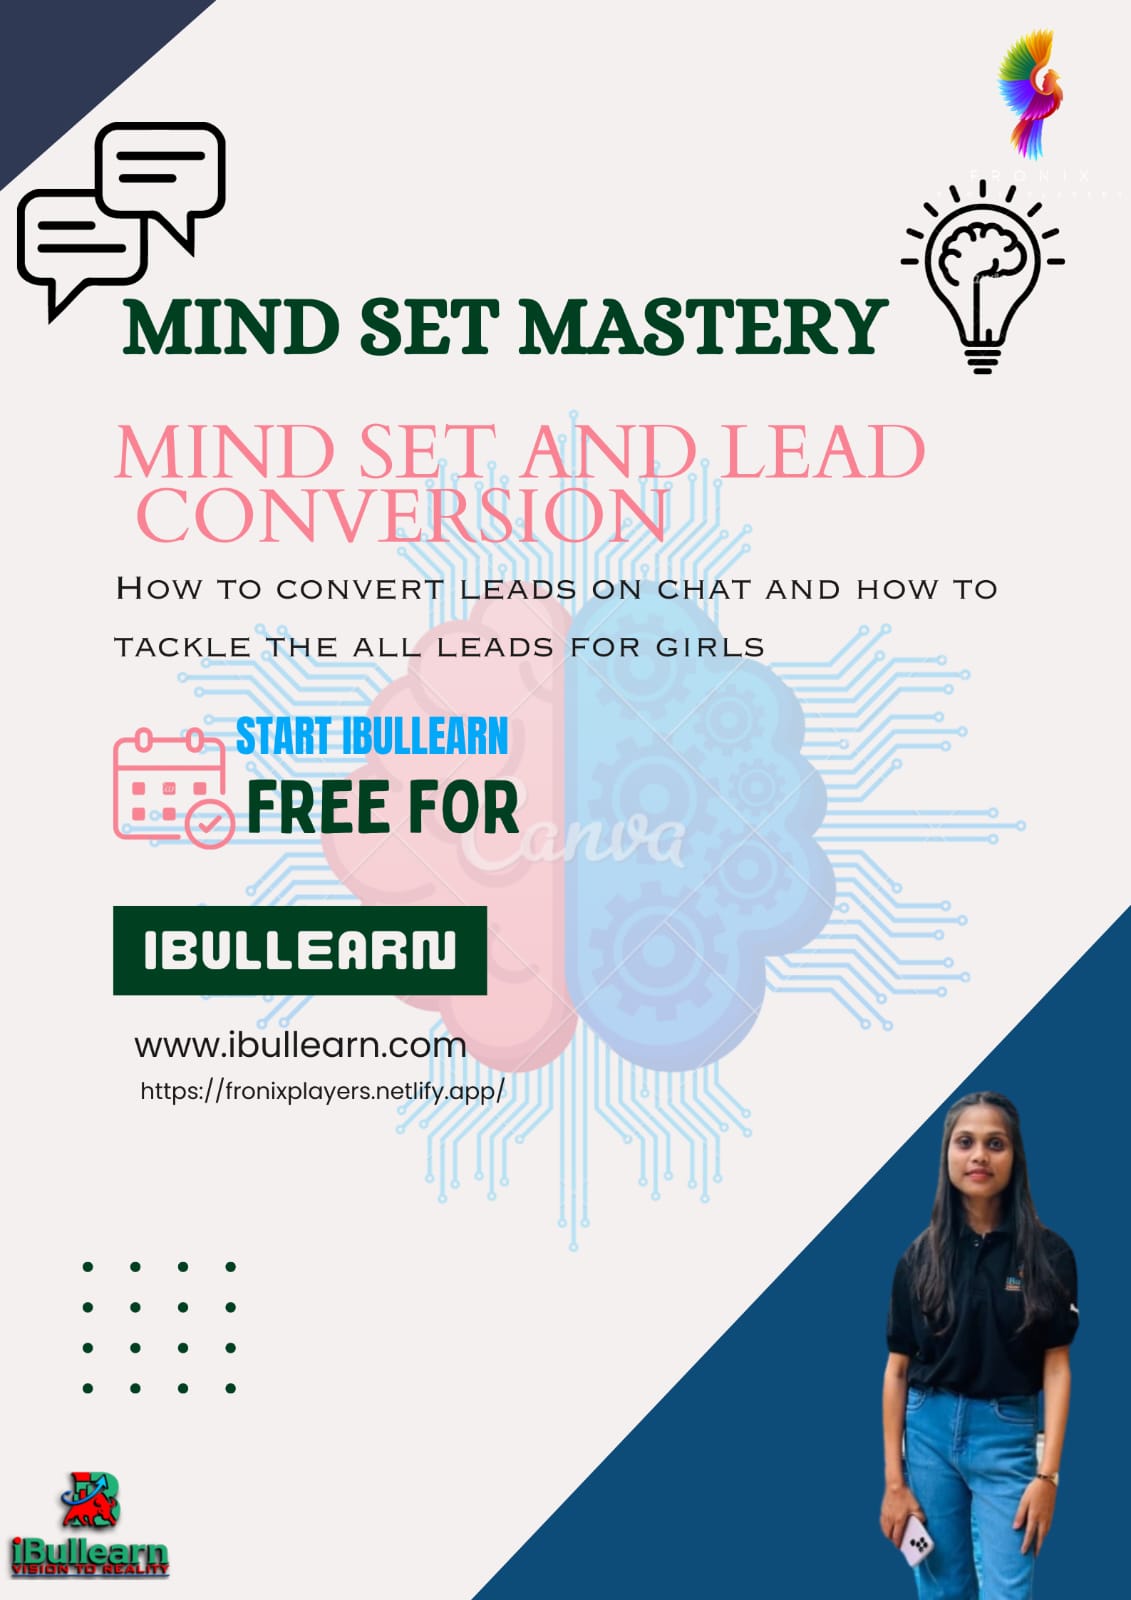 FRONIX
MIND SET MASTERY
MIND SET AND LEAD
CONVERSION
HOW TO CONVERT LEADS ON CHAT AND HOW TO
TACKLE THE ALL LEADS FOR GIRLS
START IBULLEARN
FREE FOR
Canva
IBULLEARN
www.ibullearn.com
https://fronixplayers.netlify.app/
iBullearn
VISION TO REALITY